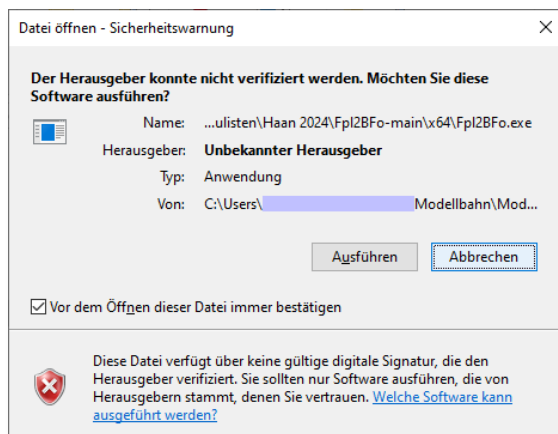 Datei öffnen - Sicherheitswarnung
Der Herausgeber konnte nicht verifiziert werden. Möchten Sie diese
Software ausführen?
Name: ...ulisten\Haan 2024\Fpl2BFo-main\x64\Fpl2BFo.exe
Herausgeber: Unbekannter Herausgeber
Typ: Anwendung
Von: C:\Users\ Modellbahn\Mod...
Ausführen Abbrechen
Vor dem Öffnen dieser Datei immer bestätigen
Diese Datei verfügt über keine gültige digitale Signatur, die den
Herausgeber verifiziert. Sie sollten nur Software ausführen, die von
Herausgebern stammt, denen Sie vertrauen. Welche Software kann
ausgeführt werden?